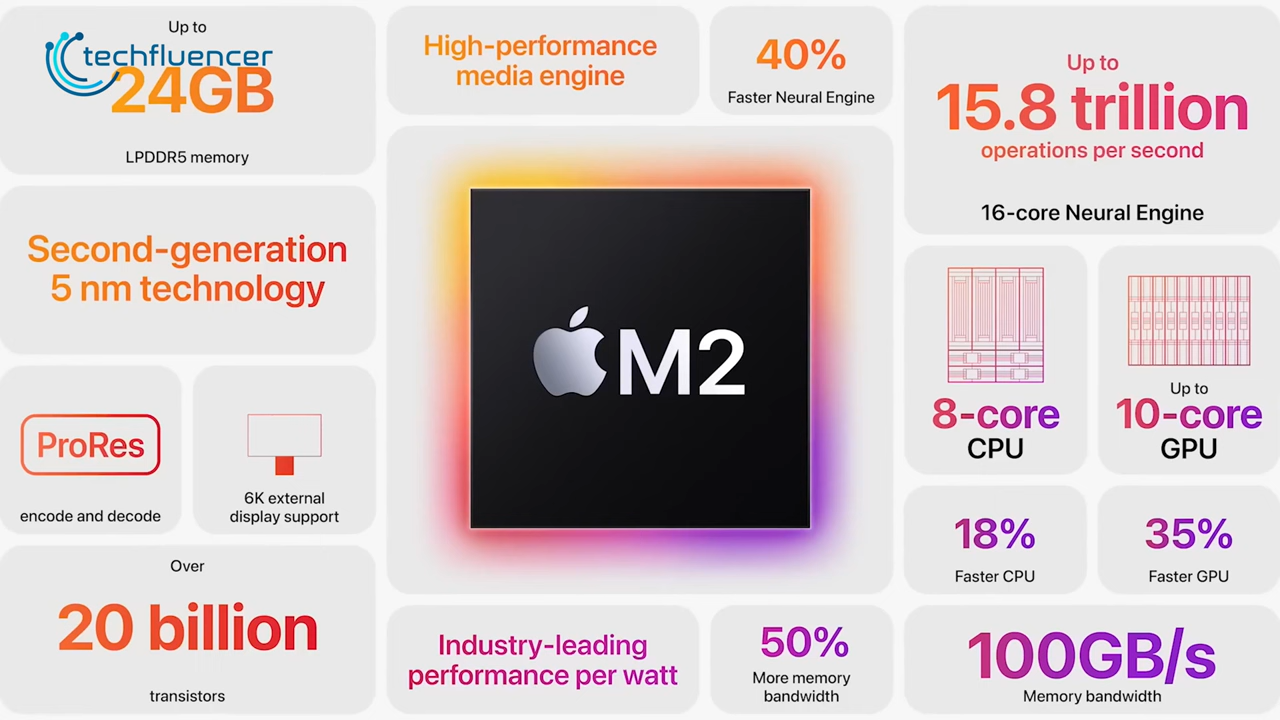 Up to
techfluencer
24GB
LPDDR5 memory
Second-generation
5 nm technology
ProRes
encode and decode
6K external
display support
Over
20 billion
transistors
High-performance
media engine
40%
Faster Neural Engine
M2
Industry-leading
performance per watt
50%
More memory
bandwidth
Up to
15.8 trillion
operations per second
16-core Neural Engine
8-core
CPU
Up to
10-core
GPU
18%
Faster CPU
35%
Faster GPU
100GB/s
Memory bandwidth